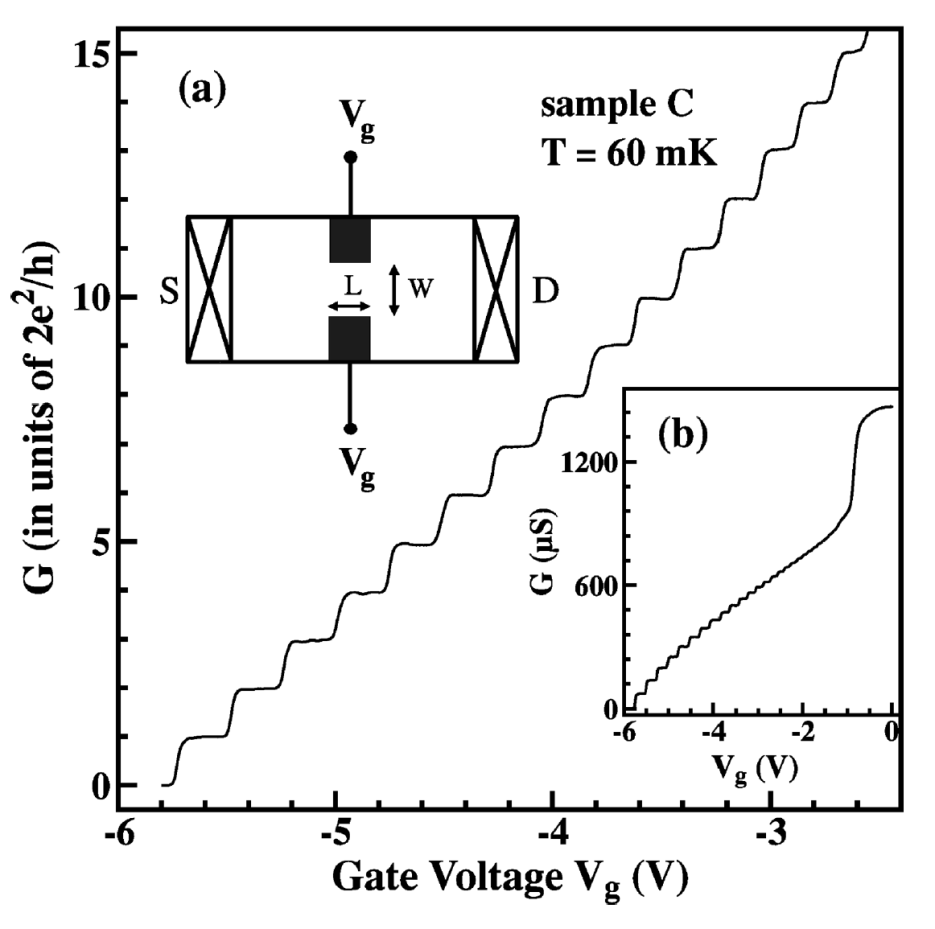 (a)
sample C
T = 60 mK
V_g
S
L
W
D
V_g
G (in units of 2e²/h)
15
10
5
0
-6
-5
-4
-3
Gate Voltage V_g (V)
(b)
G (µS)
1200
600
0
-6
-4
-2
0
V_g (V)